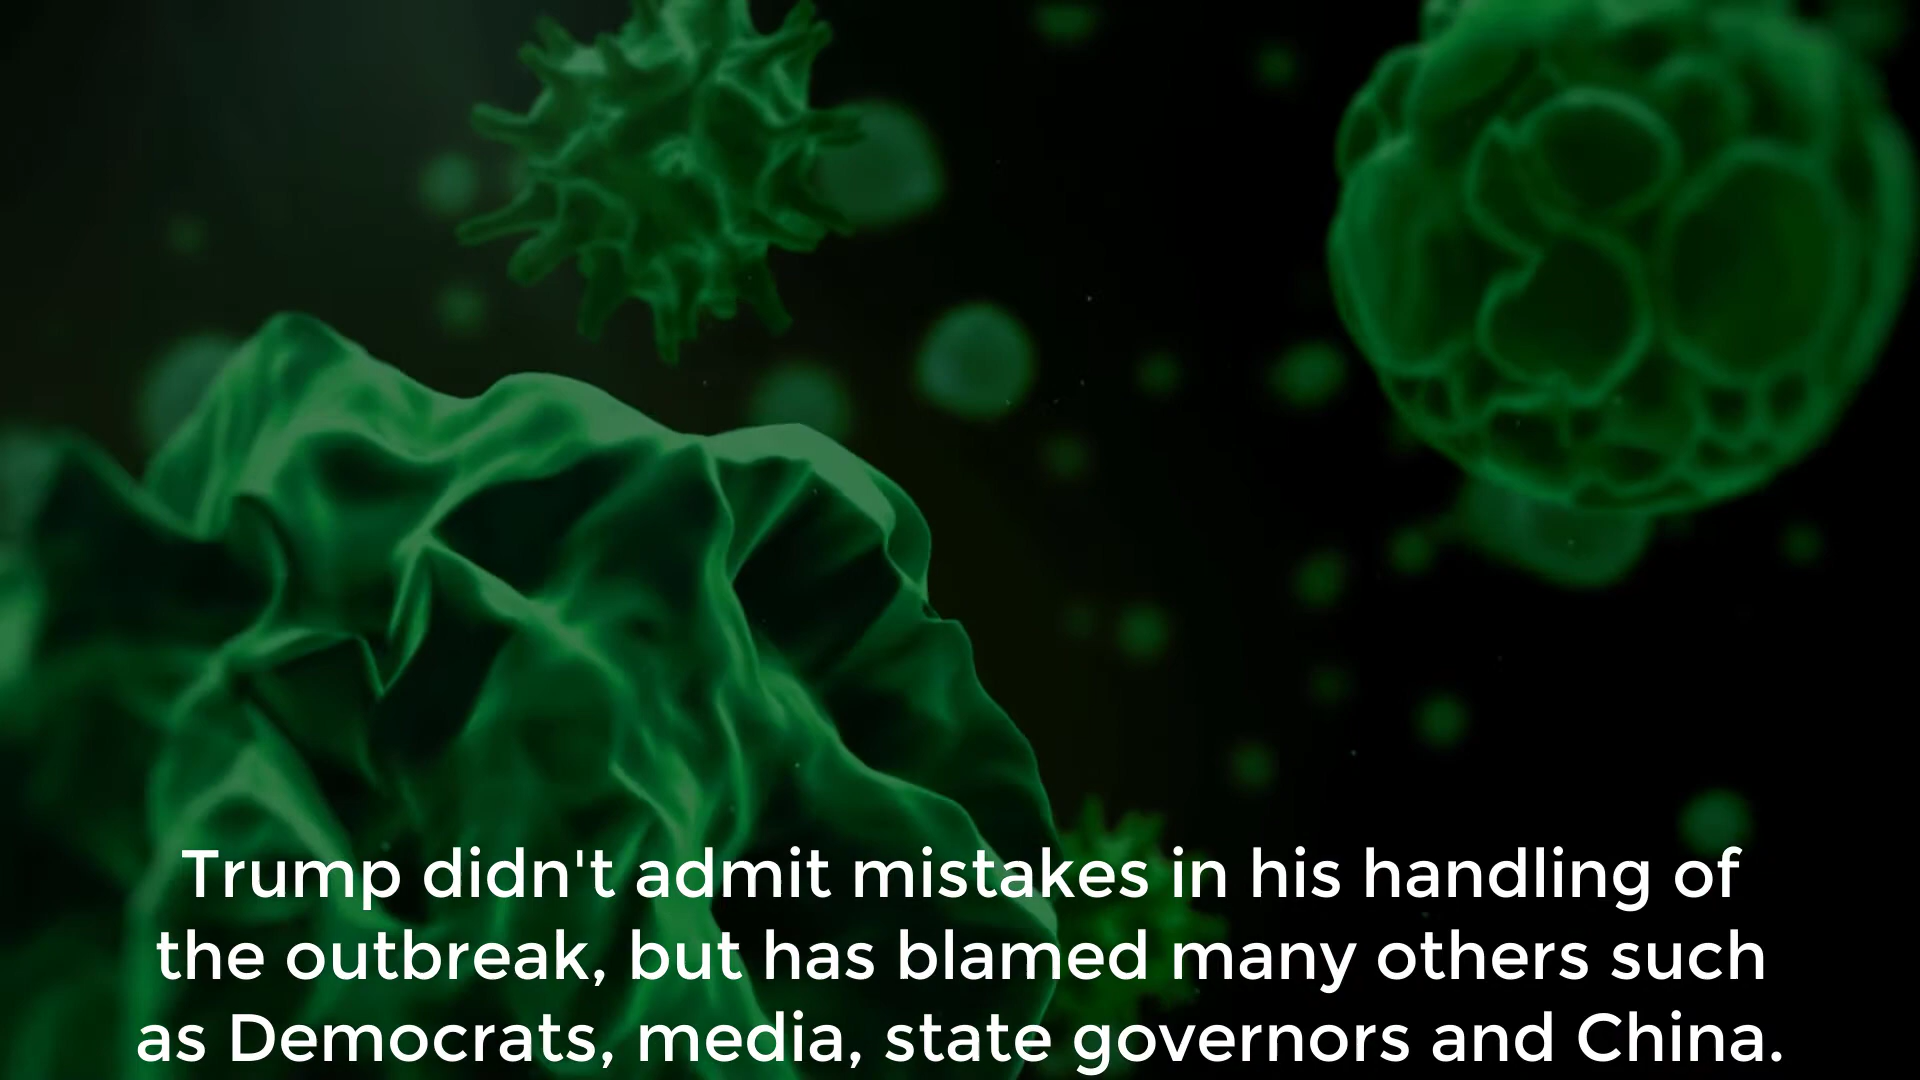 Trump didn't admit mistakes in his handling of
the outbreak, but has blamed many others such
as Democrats, media, state governors and China.